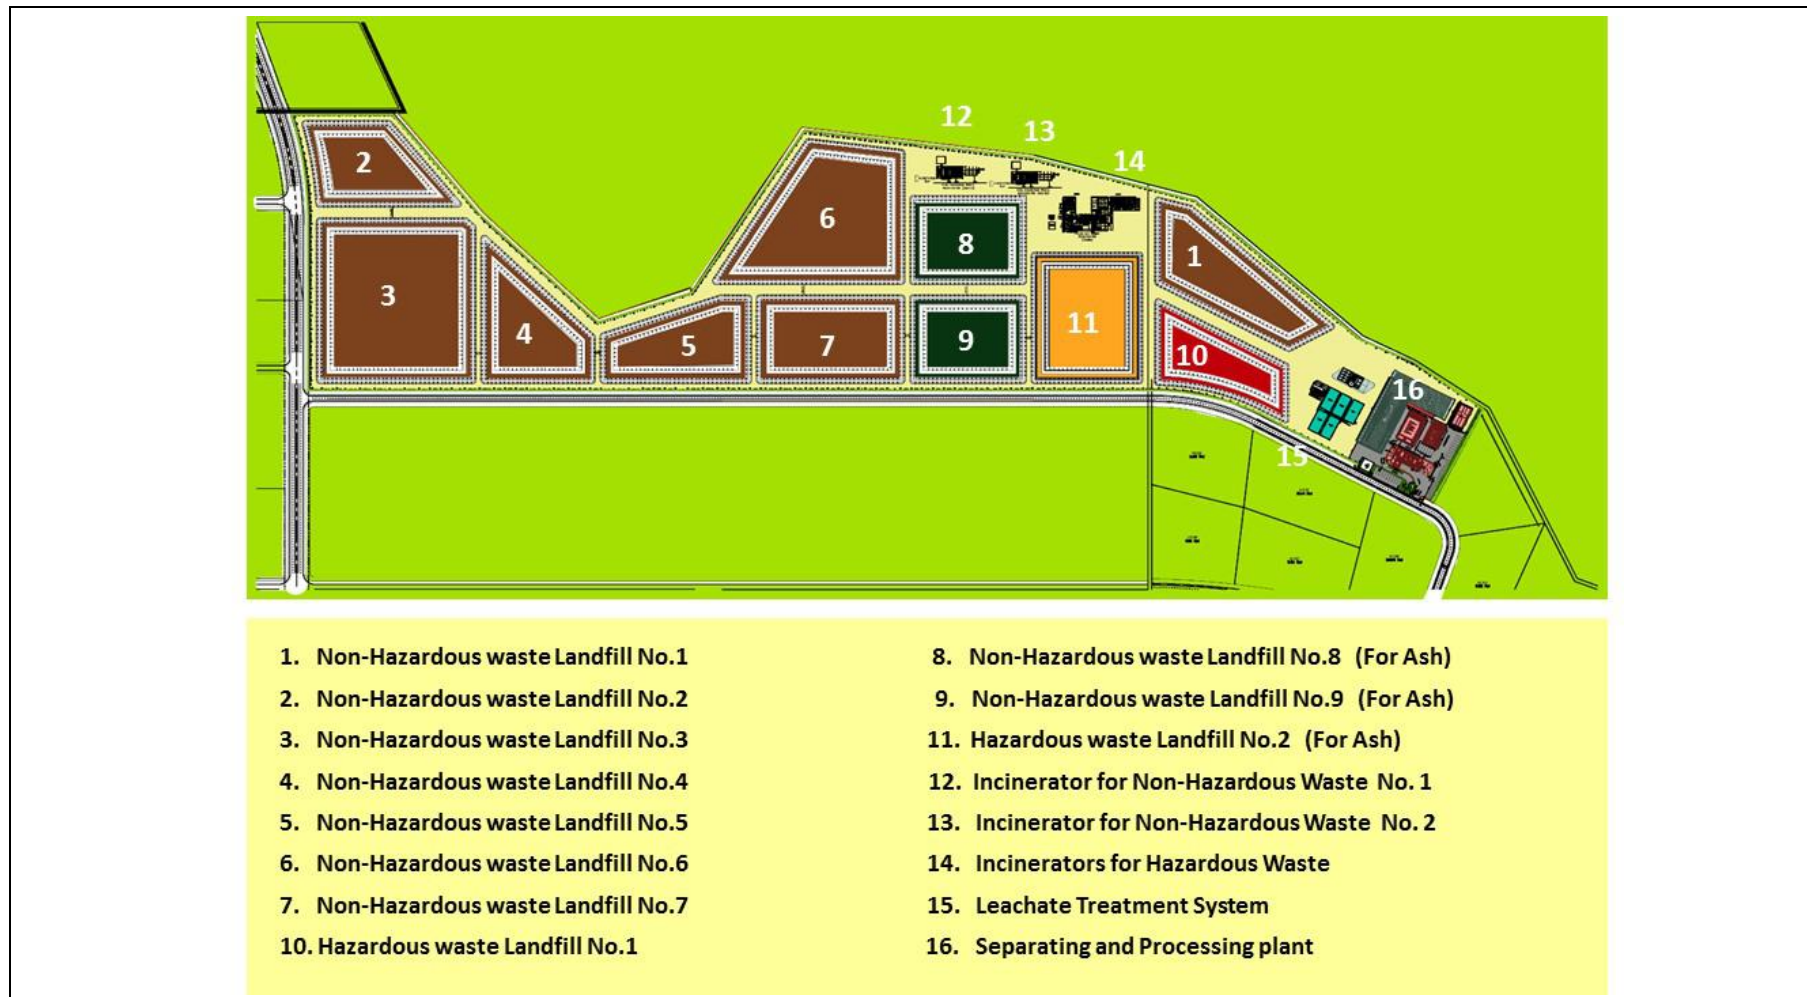 12
13
14
2
6
8
1
3
11
4
5
7
9
10
16
15
1. Non-Hazardous waste Landfill No.1
2. Non-Hazardous waste Landfill No.2
3. Non-Hazardous waste Landfill No.3
4. Non-Hazardous waste Landfill No.4
5. Non-Hazardous waste Landfill No.5
6. Non-Hazardous waste Landfill No.6
7. Non-Hazardous waste Landfill No.7
10. Hazardous waste Landfill No.1
8. Non-Hazardous waste Landfill No.8 (For Ash)
9. Non-Hazardous waste Landfill No.9 (For Ash)
11. Hazardous waste Landfill No.2 (For Ash)
12. Incinerator for Non-Hazardous Waste No. 1
13. Incinerator for Non-Hazardous Waste No. 2
14. Incinerators for Hazardous Waste
15. Leachate Treatment System
16. Separating and Processing plant